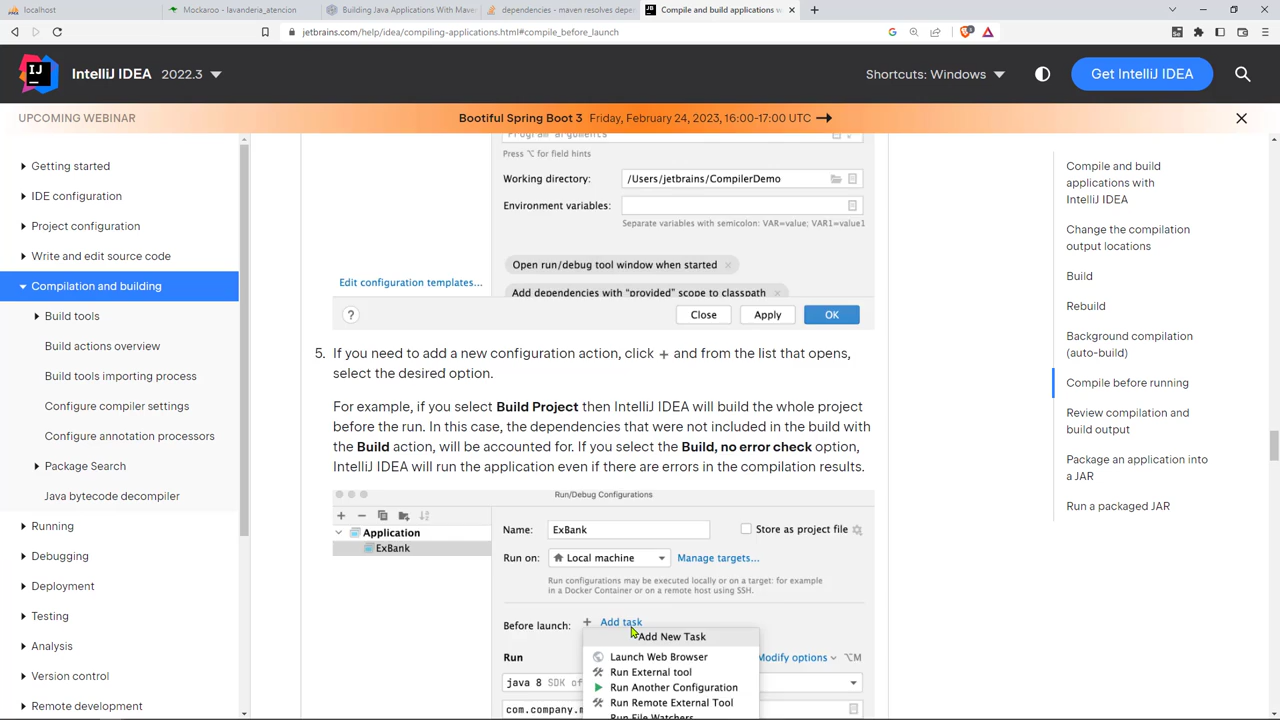 localhost
Mockaroo - lavanderia_atencion
Building Java Applications With Mave
dependencies - maven resolves depe
Compile and build applications w
jetbrains.com/help/idea/compiling-applications.html#compile_before_launch
IntelliJ IDEA 2022.3
Shortcuts: Windows
Get IntelliJ IDEA
UPCOMING WEBINAR
Bootiful Spring Boot 3 Friday, February 24, 2023, 16:00-17:00 UTC
Getting started
IDE configuration
Project configuration
Write and edit source code
Compilation and building
Build tools
Build actions overview
Build tools importing process
Configure compiler settings
Configure annotation processors
Package Search
Java bytecode decompiler
Running
Debugging
Deployment
Testing
Analysis
Version control
Remote development
Program arguments
Press ⌥ for field hints
Working directory: /Users/jetbrains/CompilerDemo
Environment variables:
Separate variables with semicolon: VAR=value; VAR1=value1
Open run/debug tool window when started ×
Edit configuration templates...
Add dependencies with “provided” scope to classpath ×
? Close Apply OK
5. If you need to add a new configuration action, click + and from the list that opens,
select the desired option.
For example, if you select Build Project then IntelliJ IDEA will build the whole project
before the run. In this case, the dependencies that were not included in the build with
the Build action, will be accounted for. If you select the Build, no error check option,
IntelliJ IDEA will run the application even if there are errors in the compilation results.
Run/Debug Configurations
Application
ExBank
Name: ExBank
Store as project file
Run on: Local machine Manage targets...
Run configurations may be executed locally or on a target: for example
in a Docker Container or on a remote host using SSH.
Before launch: + Add task
Add New Task
Run
Launch Web Browser
Modify options ⌥M
Run External tool
java 8 SDK of
Run Another Configuration
Run Remote External Tool
com.company.m
Run File Watchers
Compile and build
applications with
IntelliJ IDEA
Change the compilation
output locations
Build
Rebuild
Background compilation
(auto-build)
Compile before running
Review compilation and
build output
Package an application into
a JAR
Run a packaged JAR